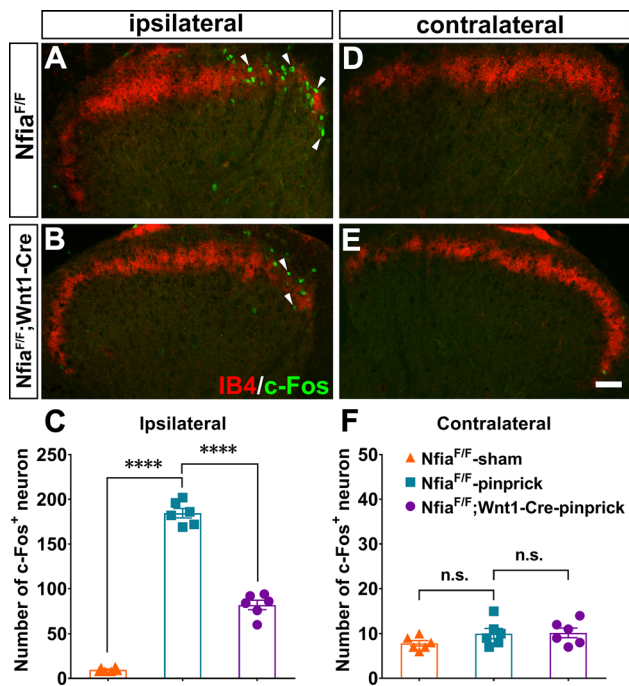 ipsilateral
contralateral
Nfia^F/F
A
D
Nfia^F/F;Wnt1-Cre
B
E
IB4/c-Fos
C
Ipsilateral
Number of c-Fos⁺ neuron
250
200
150
100
50
0
****
****
F
Contralateral
Number of c-Fos⁺ neuron
50
40
30
20
10
0
Nfia^F/F-sham
Nfia^F/F-pinprick
Nfia^F/F;Wnt1-Cre-pinprick
n.s.
n.s.